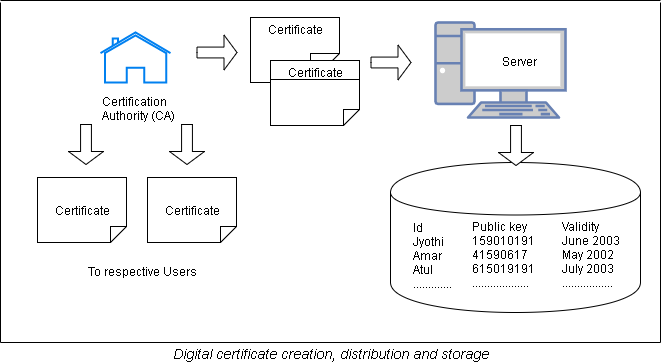 Certificate
Certificate
Server
Certification
Authority (CA)
Certificate
Certificate
To respective Users
Id Public key Validity
Jyothi 159010191 June 2003
Amar 41590617 May 2002
Atul 615019191 July 2003
............ ................. .................
Digital certificate creation, distribution and storage